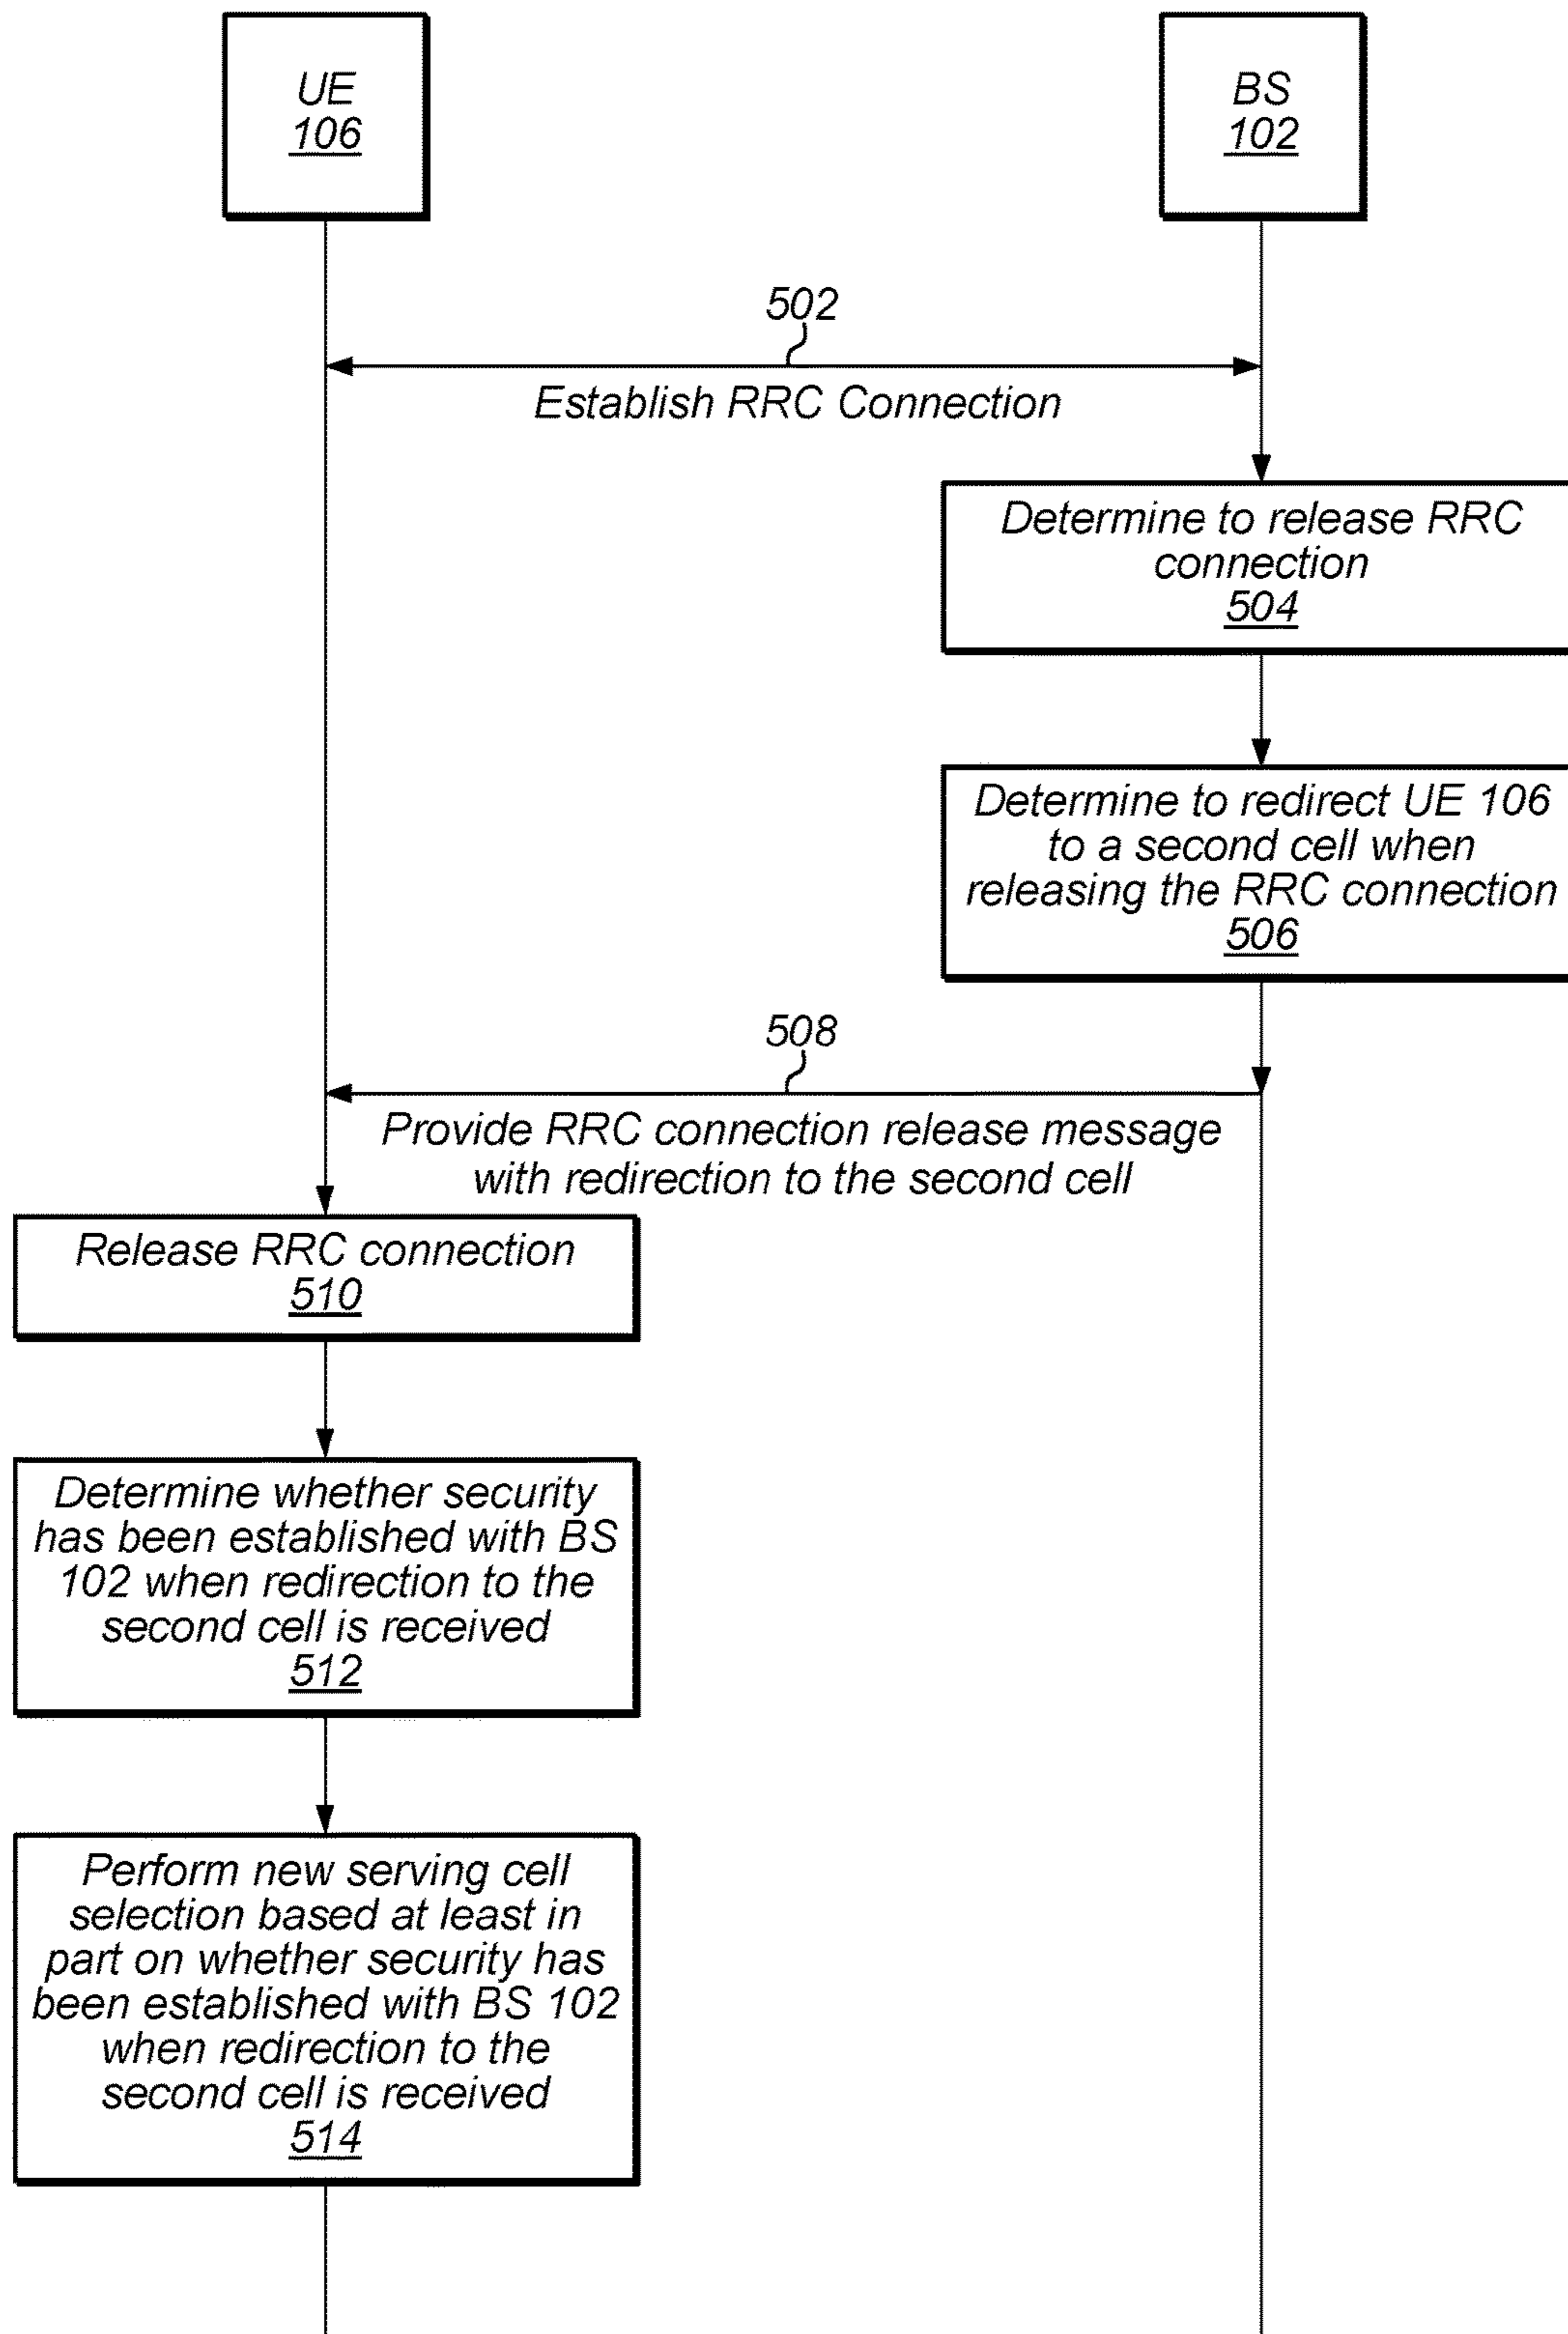 UE
106
BS
102
502
Establish RRC Connection
Determine to release RRC
connection
504
Determine to redirect UE 106
to a second cell when
releasing the RRC connection
506
508
Provide RRC connection release message
with redirection to the second cell
Release RRC connection
510
Determine whether security
has been established with BS
102 when redirection to the
second cell is received
512
Perform new serving cell
selection based at least in
part on whether security has
been established with BS 102
when redirection to the
second cell is received
514